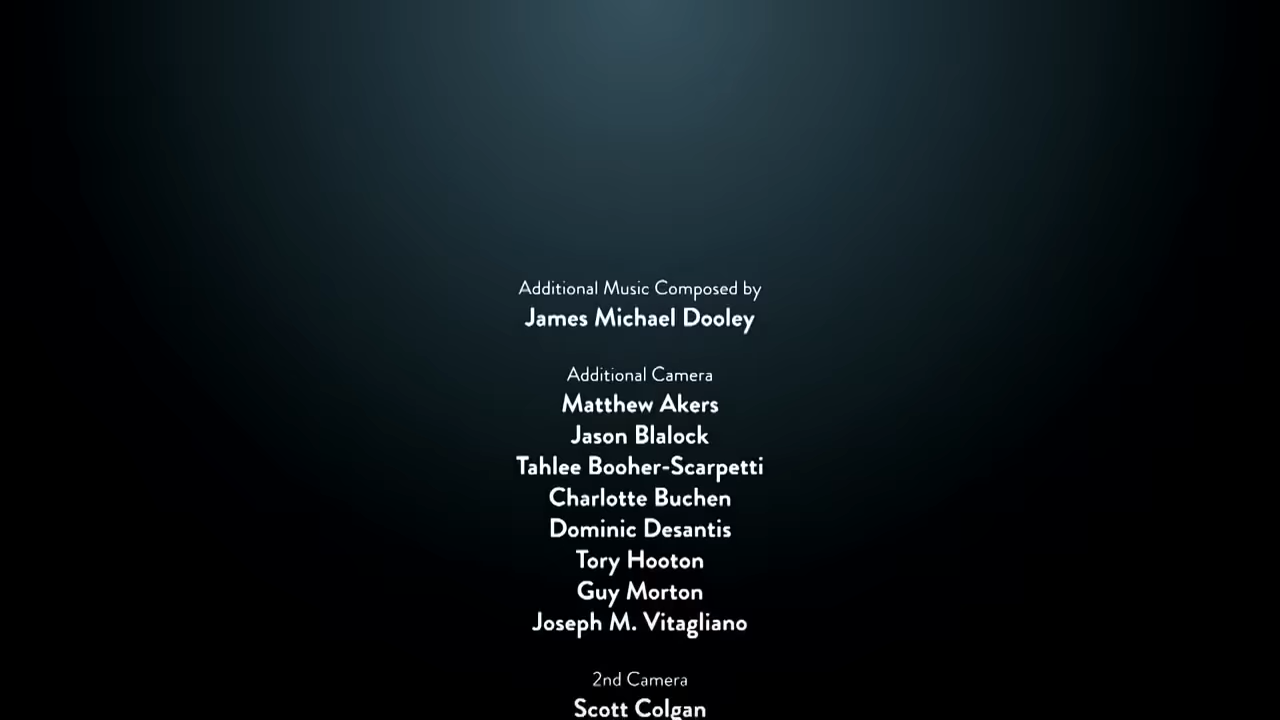 Additional Music Composed by
James Michael Dooley
Additional Camera
Matthew Akers
Jason Blalock
Tahlee Booher-Scarpetti
Charlotte Buchen
Dominic Desantis
Tory Hooton
Guy Morton
Joseph M. Vitagliano
2nd Camera
Scott Colgan